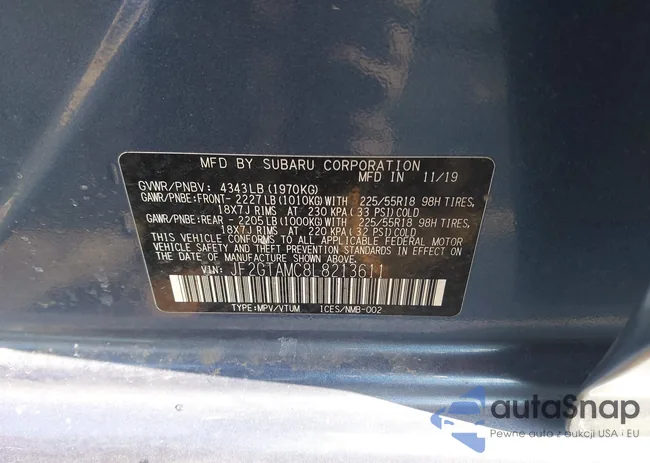 MFD BY SUBARU CORPORATION
MFD IN 11/19
GVWR/PNBV: 4343LB (1970KG)
GAWR/PNBE:FRONT- 2227LB (1010KG) WITH 225/55R18 98H TIRES,
18X7J RIMS AT 230 KPA (33 PSI) COLD
GAWR/PNBE:REAR - 2205LB (1000KG) WITH 225/55R18 98H TIRES,
18X7J RIMS AT 220 KPA (32 PSI) COLD
THIS VEHICLE CONFORMS TO ALL APPLICABLE FEDERAL MOTOR
VEHICLE SAFETY AND THEFT PREVENTION STANDARDS IN EFFECT ON
THE DATE OF MANUFACTURE SHOWN ABOVE.
VIN: JF2GTAMC8L8213611
TYPE:MPV/VTUM ICES/NMB-002
autaSnap
Pewne auto z aukcji USA i EU